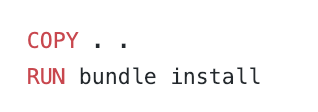 COPY . .
RUN bundle install